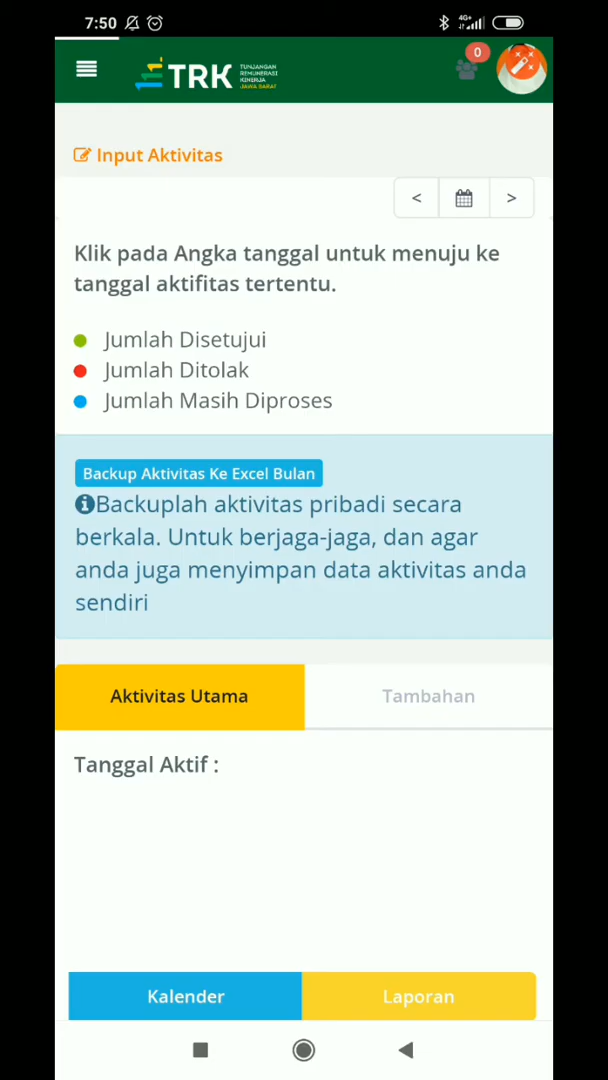 7:50
4G+
0
TRK
TUNJANGAN
REMUNERASI
KINERJA
JAWA BARAT
Input Aktivitas
<
>
Klik pada Angka tanggal untuk menuju ke
tanggal aktifitas tertentu.
Jumlah Disetujui
Jumlah Ditolak
Jumlah Masih Diproses
Backup Aktivitas Ke Excel Bulan
Backuplah aktivitas pribadi secara
berkala. Untuk berjaga-jaga, dan agar
anda juga menyimpan data aktivitas anda
sendiri
Aktivitas Utama
Tambahan
Tanggal Aktif :
Kalender
Laporan